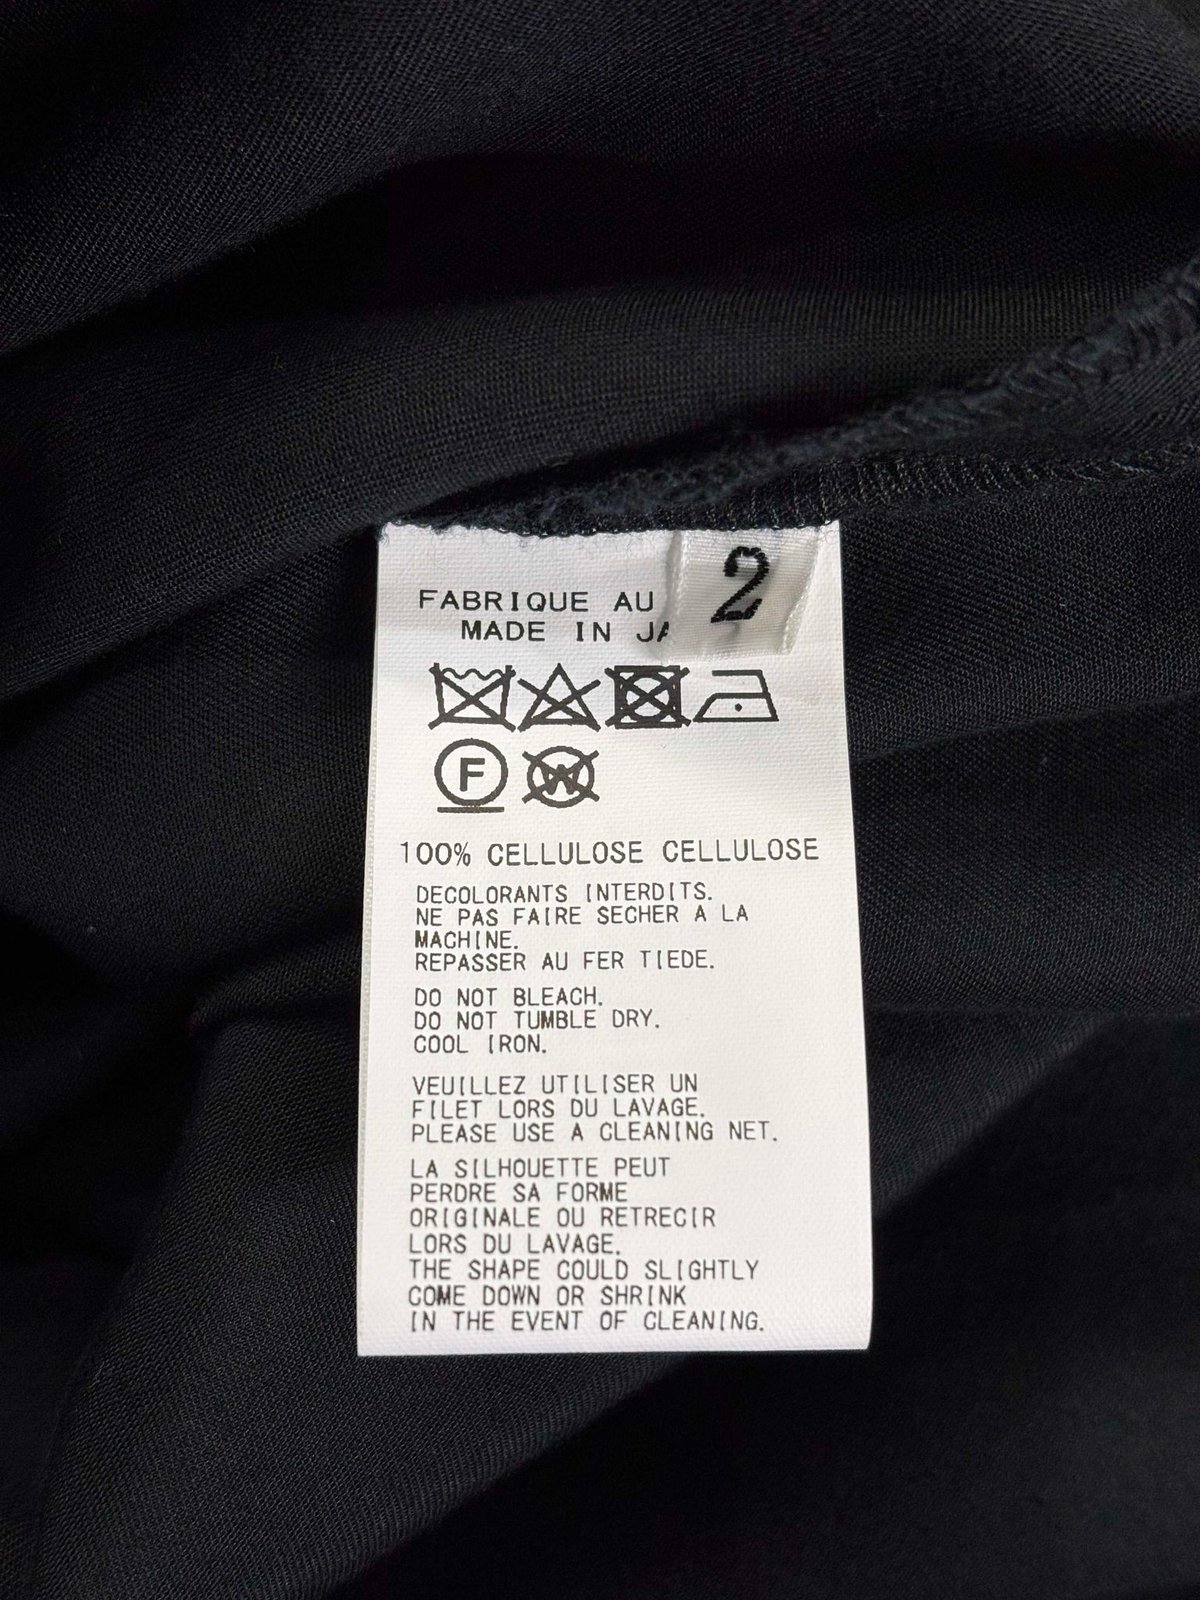 2
FABRIQUE AU
MADE IN
F
W
100% CELLULOSE CELLULOSE
DECOLORANTS INTERDITS.
NE PAS FAIRE SECHER A LA
MACHINE.
REPASSER AU FER TIEDE.
DO NOT BLEACH.
DO NOT TUMBLE DRY.
COOL IRON.
VEUILLEZ UTILISER UN
FILET LORS DU LAVAGE.
PLEASE USE A CLEANING NET.
LA SILHOUETTE PEUT
PERDRE SA FORME
ORIGINALE OU RETRECIR
LORS DU LAVAGE.
THE SHAPE COULD SLIGHTLY
COME DOWN OR SHRINK
IN THE EVENT OF CLEANING.